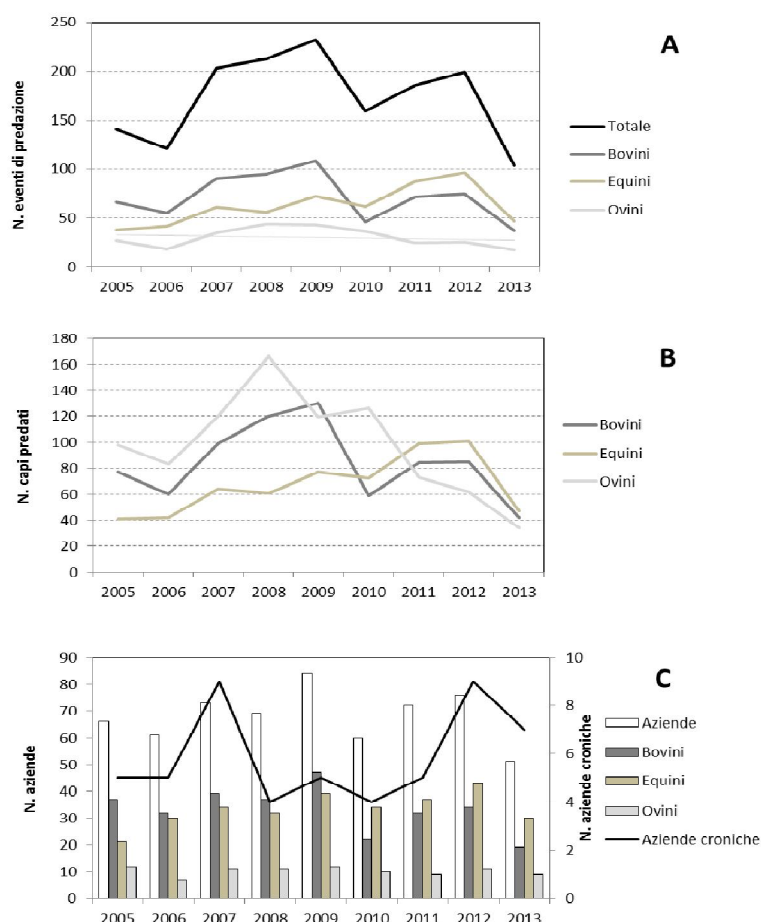 A
N. eventi di predazione
250
200
150
100
50
0
2005 2006 2007 2008 2009 2010 2011 2012 2013
Totale
Bovini
Equini
Ovini
B
N. capi predati
180
160
140
120
100
80
60
40
20
0
2005 2006 2007 2008 2009 2010 2011 2012 2013
Bovini
Equini
Ovini
C
N. aziende
90
80
70
60
50
40
30
20
10
0
2005 2006 2007 2008 2009 2010 2011 2012 2013
10
8
6
4
2
0
N. aziende croniche
Aziende
Bovini
Equini
Ovini
Aziende croniche